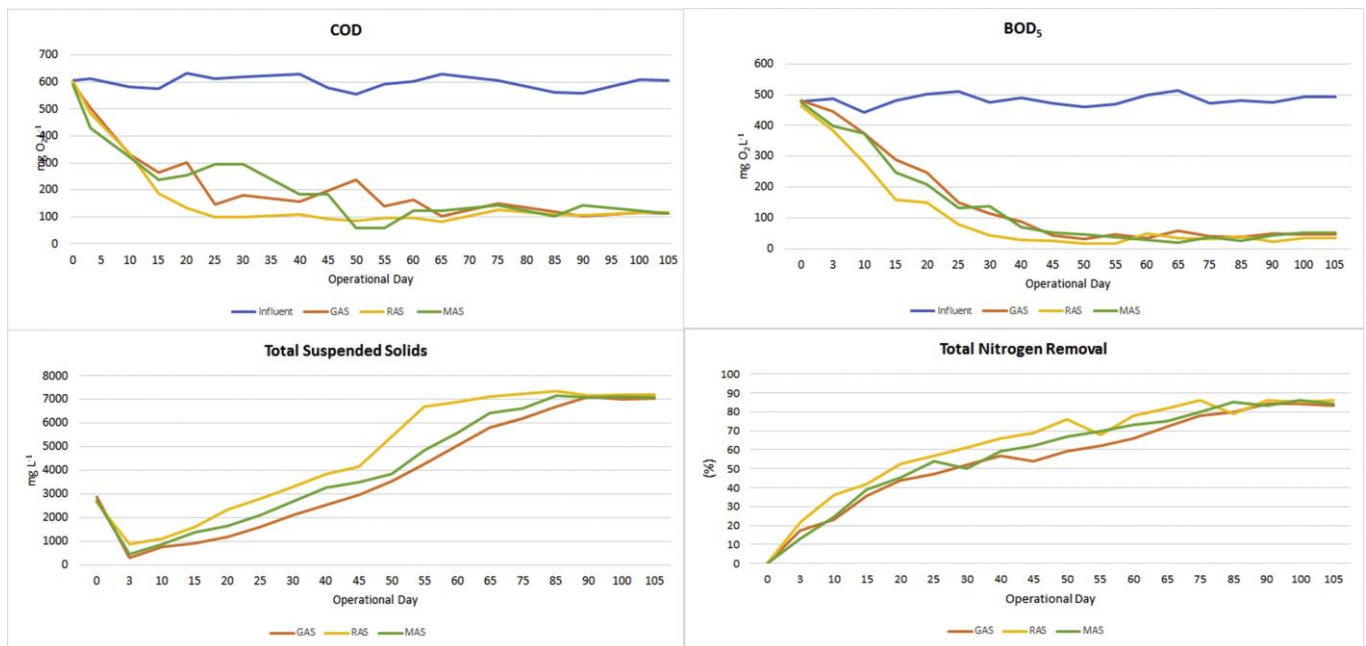 COD
700
600
500
400
300
200
100
0
mg O₂L⁻¹
0 5 10 15 20 25 30 35 40 45 50 55 60 65 70 75 80 85 90 95 100 105
Operational Day
Influent GAS RAS MAS
BOD₅
600
500
400
300
200
100
0
mg O₂L⁻¹
0 3 10 15 20 25 30 40 45 50 55 60 65 75 85 90 100 105
Operational Day
Influent GAS RAS MAS
Total Suspended Solids
8000
7000
6000
5000
4000
3000
2000
1000
0
mg L⁻¹
0 3 10 15 20 25 30 40 45 50 55 60 65 75 85 90 100 105
Operational Day
GAS RAS MAS
Total Nitrogen Removal
100
90
80
70
60
50
40
30
20
10
0
(%)
0 3 10 15 20 25 30 40 45 50 55 60 65 75 85 90 100 105
Operational Day
GAS RAS MAS